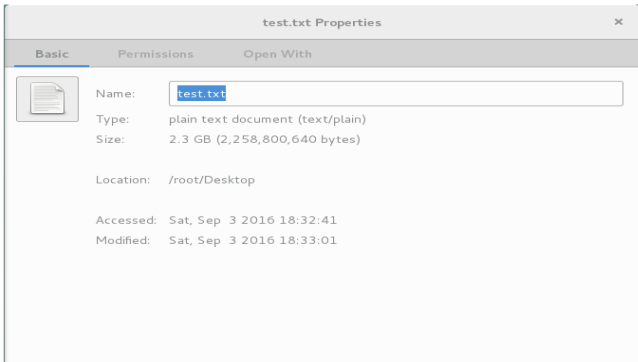 test.txt Properties
×
Basic Permissions Open With
Name: test.txt
Type: plain text document (text/plain)
Size: 2.3 GB (2,258,800,640 bytes)
Location: /root/Desktop
Accessed: Sat, Sep 3 2016 18:32:41
Modified: Sat, Sep 3 2016 18:33:01